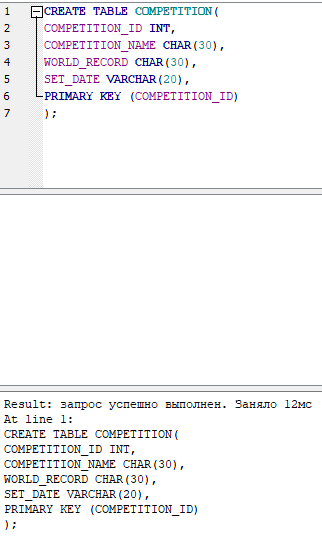 1 CREATE TABLE COMPETITION(
2 COMPETITION_ID INT,
3 COMPETITION_NAME CHAR(30),
4 WORLD_RECORD CHAR(30),
5 SET_DATE VARCHAR(20),
6 PRIMARY KEY (COMPETITION_ID)
7 );
Result: запрос успешно выполнен. Заняло 12мс
At line 1:
CREATE TABLE COMPETITION(
COMPETITION_ID INT,
COMPETITION_NAME CHAR(30),
WORLD_RECORD CHAR(30),
SET_DATE VARCHAR(20),
PRIMARY KEY (COMPETITION_ID)
);